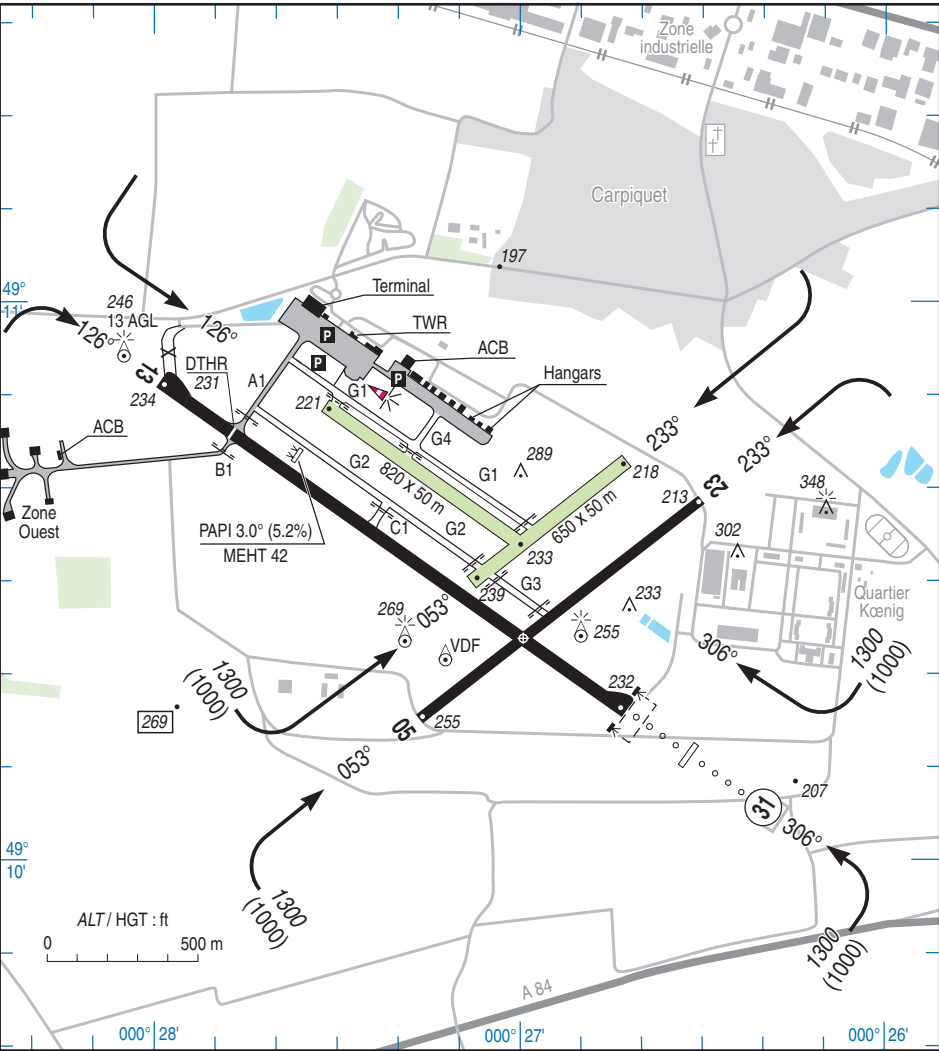 Zone
industrielle
Carpiquet
197
49°
11'
246
13 AGL
126°
126°
Terminal
TWR
ACB
Hangars
P
P
P
DTHR
231
A1
G1
13
234
221
G4
G1
289
233°
233°
218
213
23
348
ACB
B1
G2
820 X 50 m
G2
C1
650 X 50 m
Zone
Ouest
PAPI 3.0° (5.2%)
MEHT 42
233
302
239
G3
233
Quartier
Kœnig
269
053°
255
VDF
306°
1300
(1000)
1300
(1000)
232
269
05
255
053°
207
31
306°
49°
10'
1300
(1000)
1300
(1000)
ALT / HGT : ft
0
500 m
A 84
000° 28'
000° 27'
000° 26'